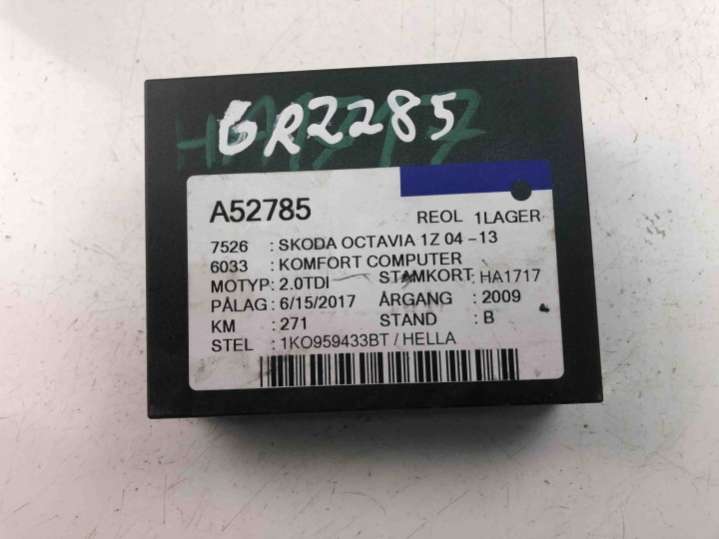 GR2285
HA1717
A52785
REOL 1LAGER
7526 : SKODA OCTAVIA 1Z 04-13
6033 : KOMFORT COMPUTER
MOTYP: 2.0TDI STAMKORT: HA1717
PÅLAG: 6/15/2017 ÅRGANG : 2009
KM : 271 STAND : B
STEL : 1KO959433BT / HELLA